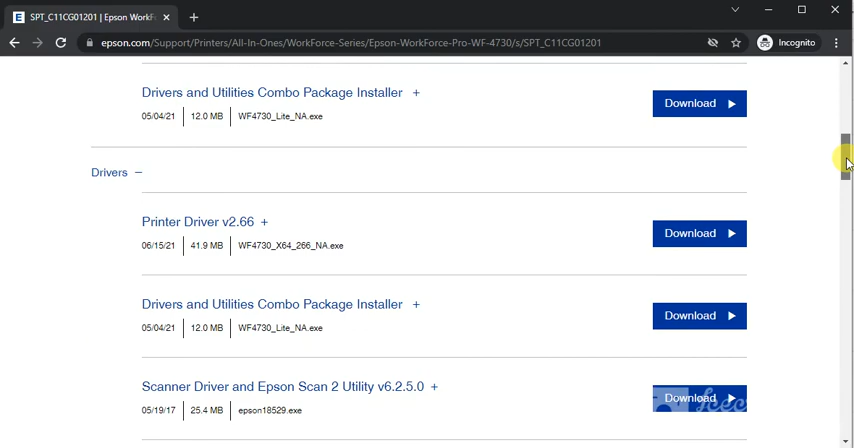 SPT_C11CG01201 | Epson WorkF
epson.com/Support/Printers/All-In-Ones/WorkForce-Series/Epson-WorkForce-Pro-WF-4730/s/SPT_C11CG01201
Incognito
Drivers and Utilities Combo Package Installer +
05/04/21 12.0 MB WF4730_Lite_NA.exe
Download
Drivers –
Printer Driver v2.66 +
06/15/21 41.9 MB WF4730_X64_266_NA.exe
Download
Drivers and Utilities Combo Package Installer +
05/04/21 12.0 MB WF4730_Lite_NA.exe
Download
Scanner Driver and Epson Scan 2 Utility v6.2.5.0 +
05/19/17 25.4 MB epson18529.exe
Download